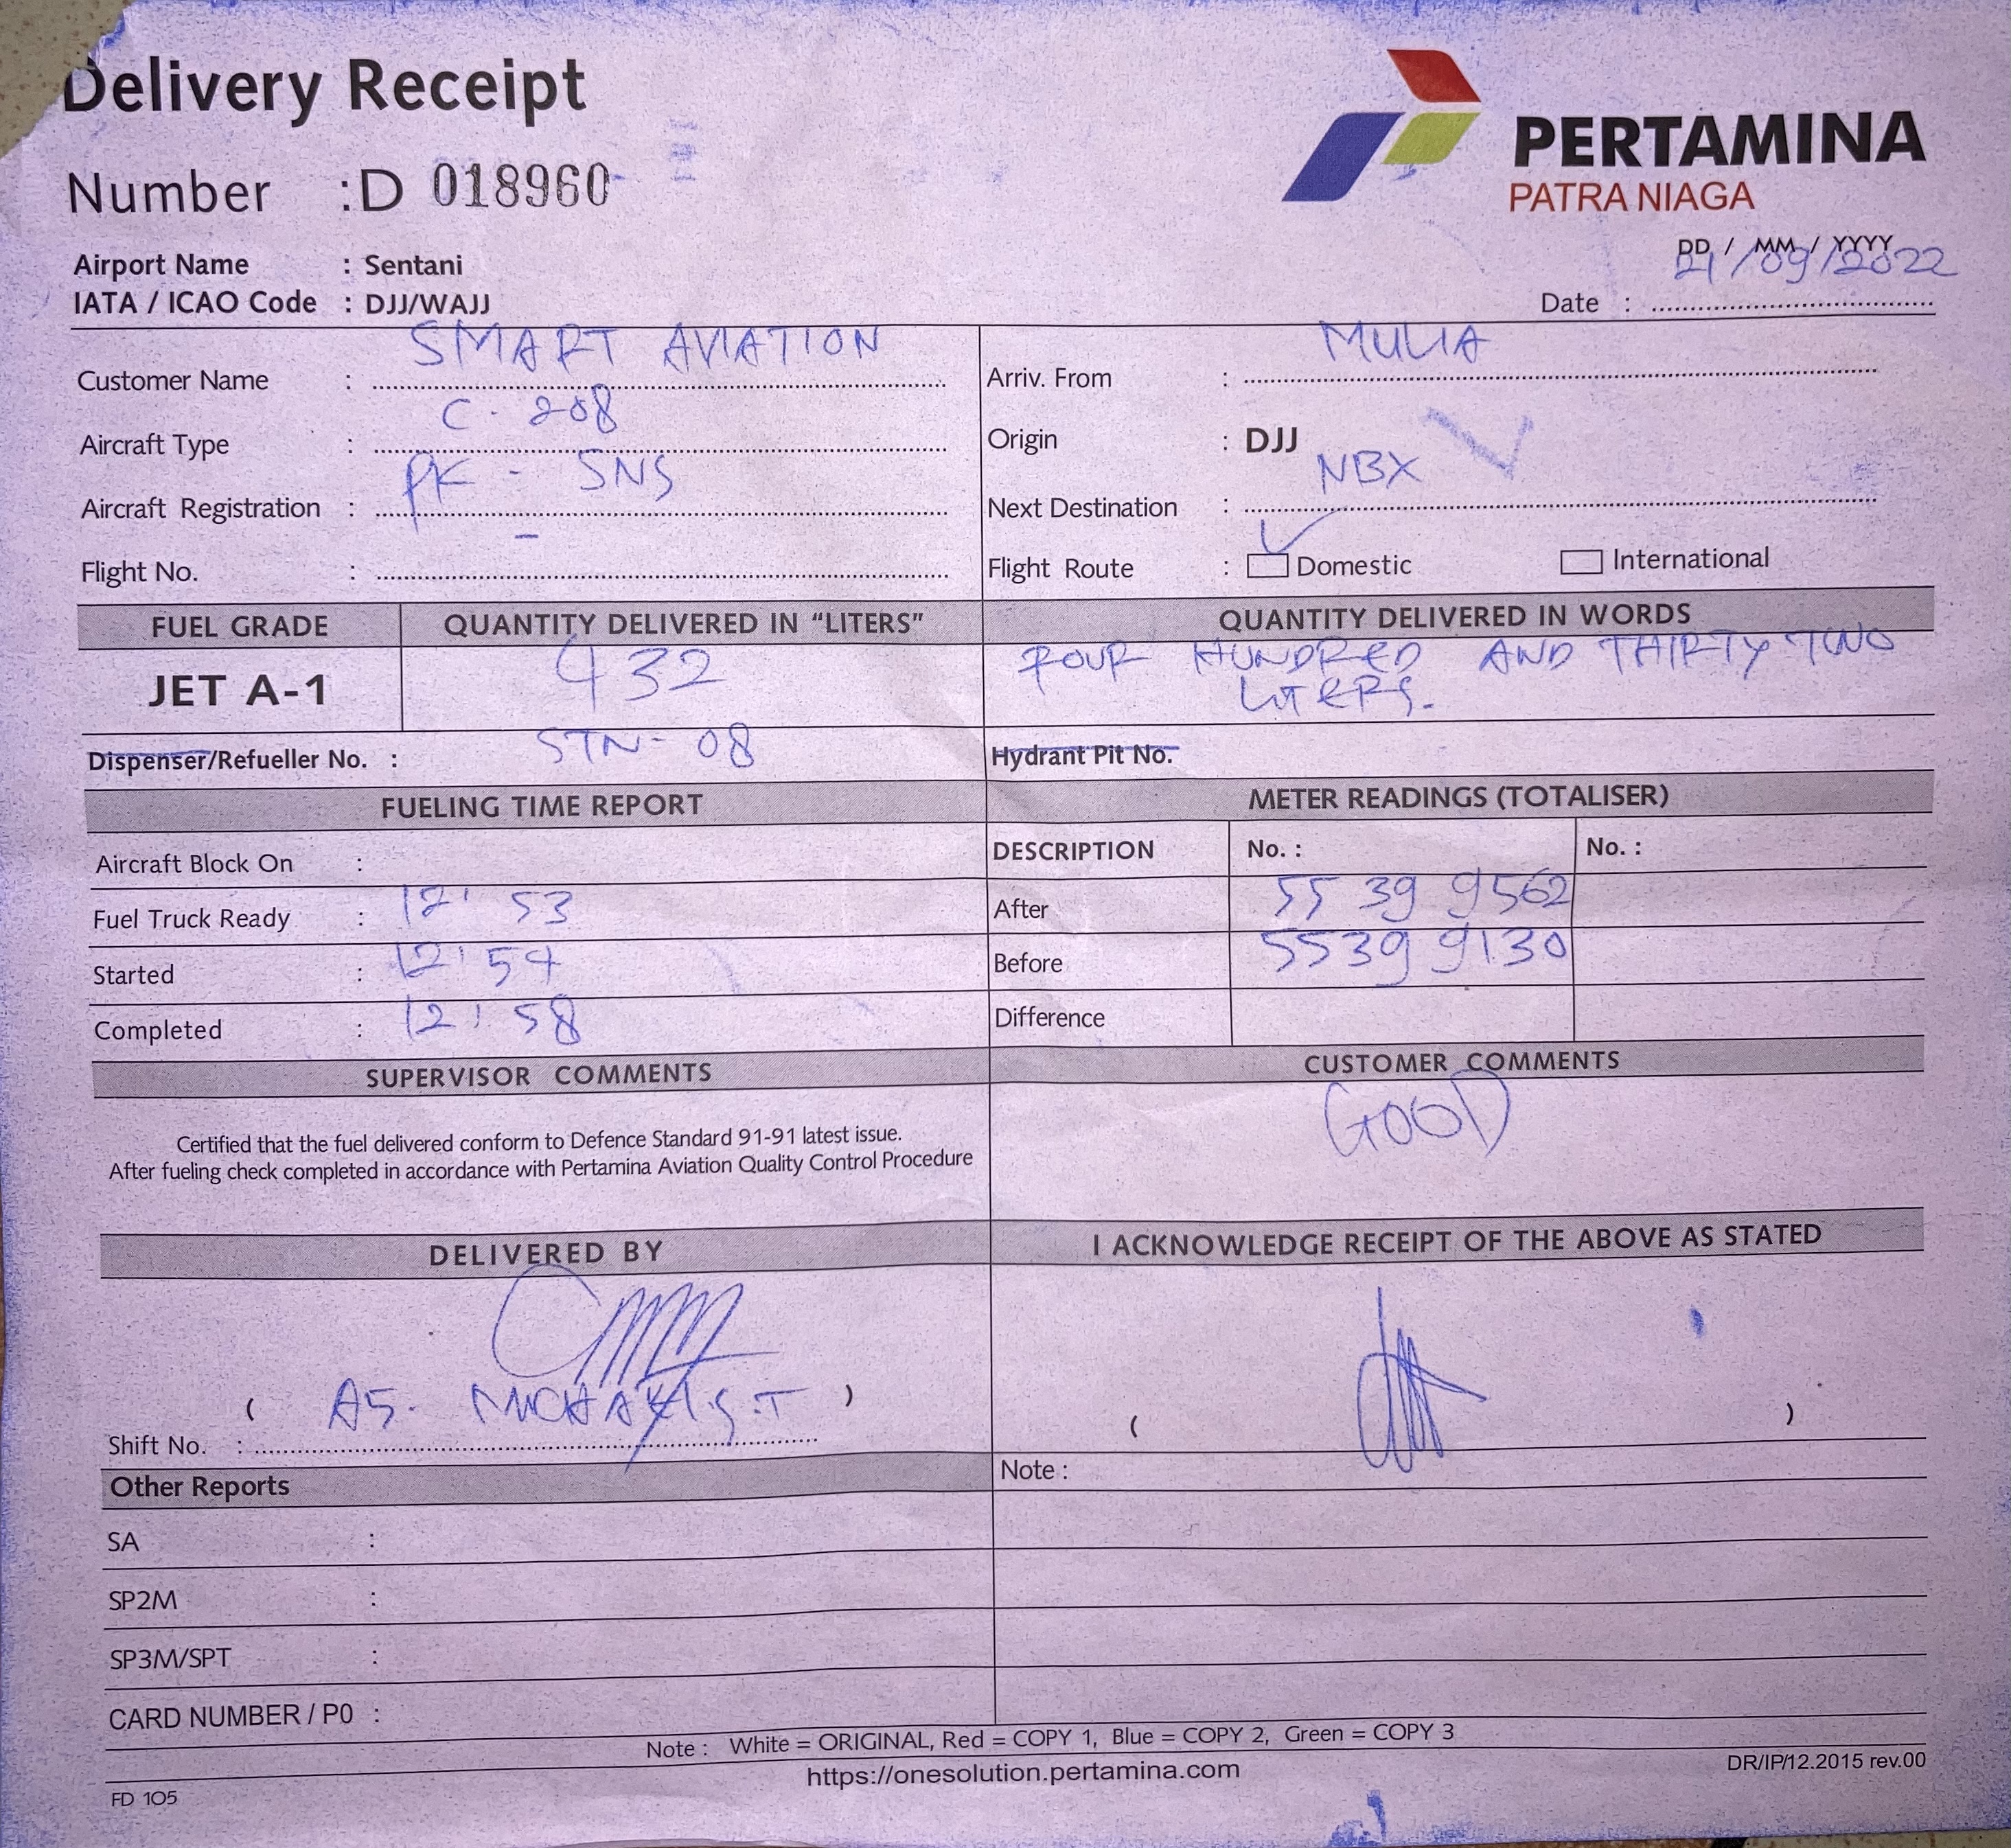 Delivery Receipt
Number : D 018960
PERTAMINA
PATRA NIAGA
Airport Name : Sentani
IATA / ICAO Code : DJJ/WAJJ
DD / MM / YYYY
Date : 21/09/2022
Customer Name : SMART AVIATION
Aircraft Type : C. 208
Aircraft Registration : PK - SNS
Flight No. : -
Arriv. From : MULIA
Origin : DJJ
Next Destination : NBX
Flight Route : Domestic International
FUEL GRADE QUANTITY DELIVERED IN “LITERS” QUANTITY DELIVERED IN WORDS
JET A-1 432 FOUR HUNDRED AND THIRTY TWO
LITERS.
Dispenser/Refueller No. : STN- 08 Hydrant Pit No.
FUELING TIME REPORT
Aircraft Block On :
Fuel Truck Ready : 12' 53
Started : 12' 54
Completed : 12' 58
METER READINGS (TOTALISER)
DESCRIPTION No. : No. :
After 55 39 9562
Before 5539 9130
Difference
SUPERVISOR COMMENTS
Certified that the fuel delivered conform to Defence Standard 91-91 latest issue.
After fueling check completed in accordance with Pertamina Aviation Quality Control Procedure
CUSTOMER COMMENTS
GOOD
DELIVERED BY
( A5. )
Shift No. :
I ACKNOWLEDGE RECEIPT OF THE ABOVE AS STATED
( )
Other Reports
SA :
SP2M :
SP3M/SPT :
CARD NUMBER / P0 :
Note :
Note : White = ORIGINAL, Red = COPY 1, Blue = COPY 2, Green = COPY 3
https://onesolution.pertamina.com
DR/IP/12.2015 rev.00
FD 105